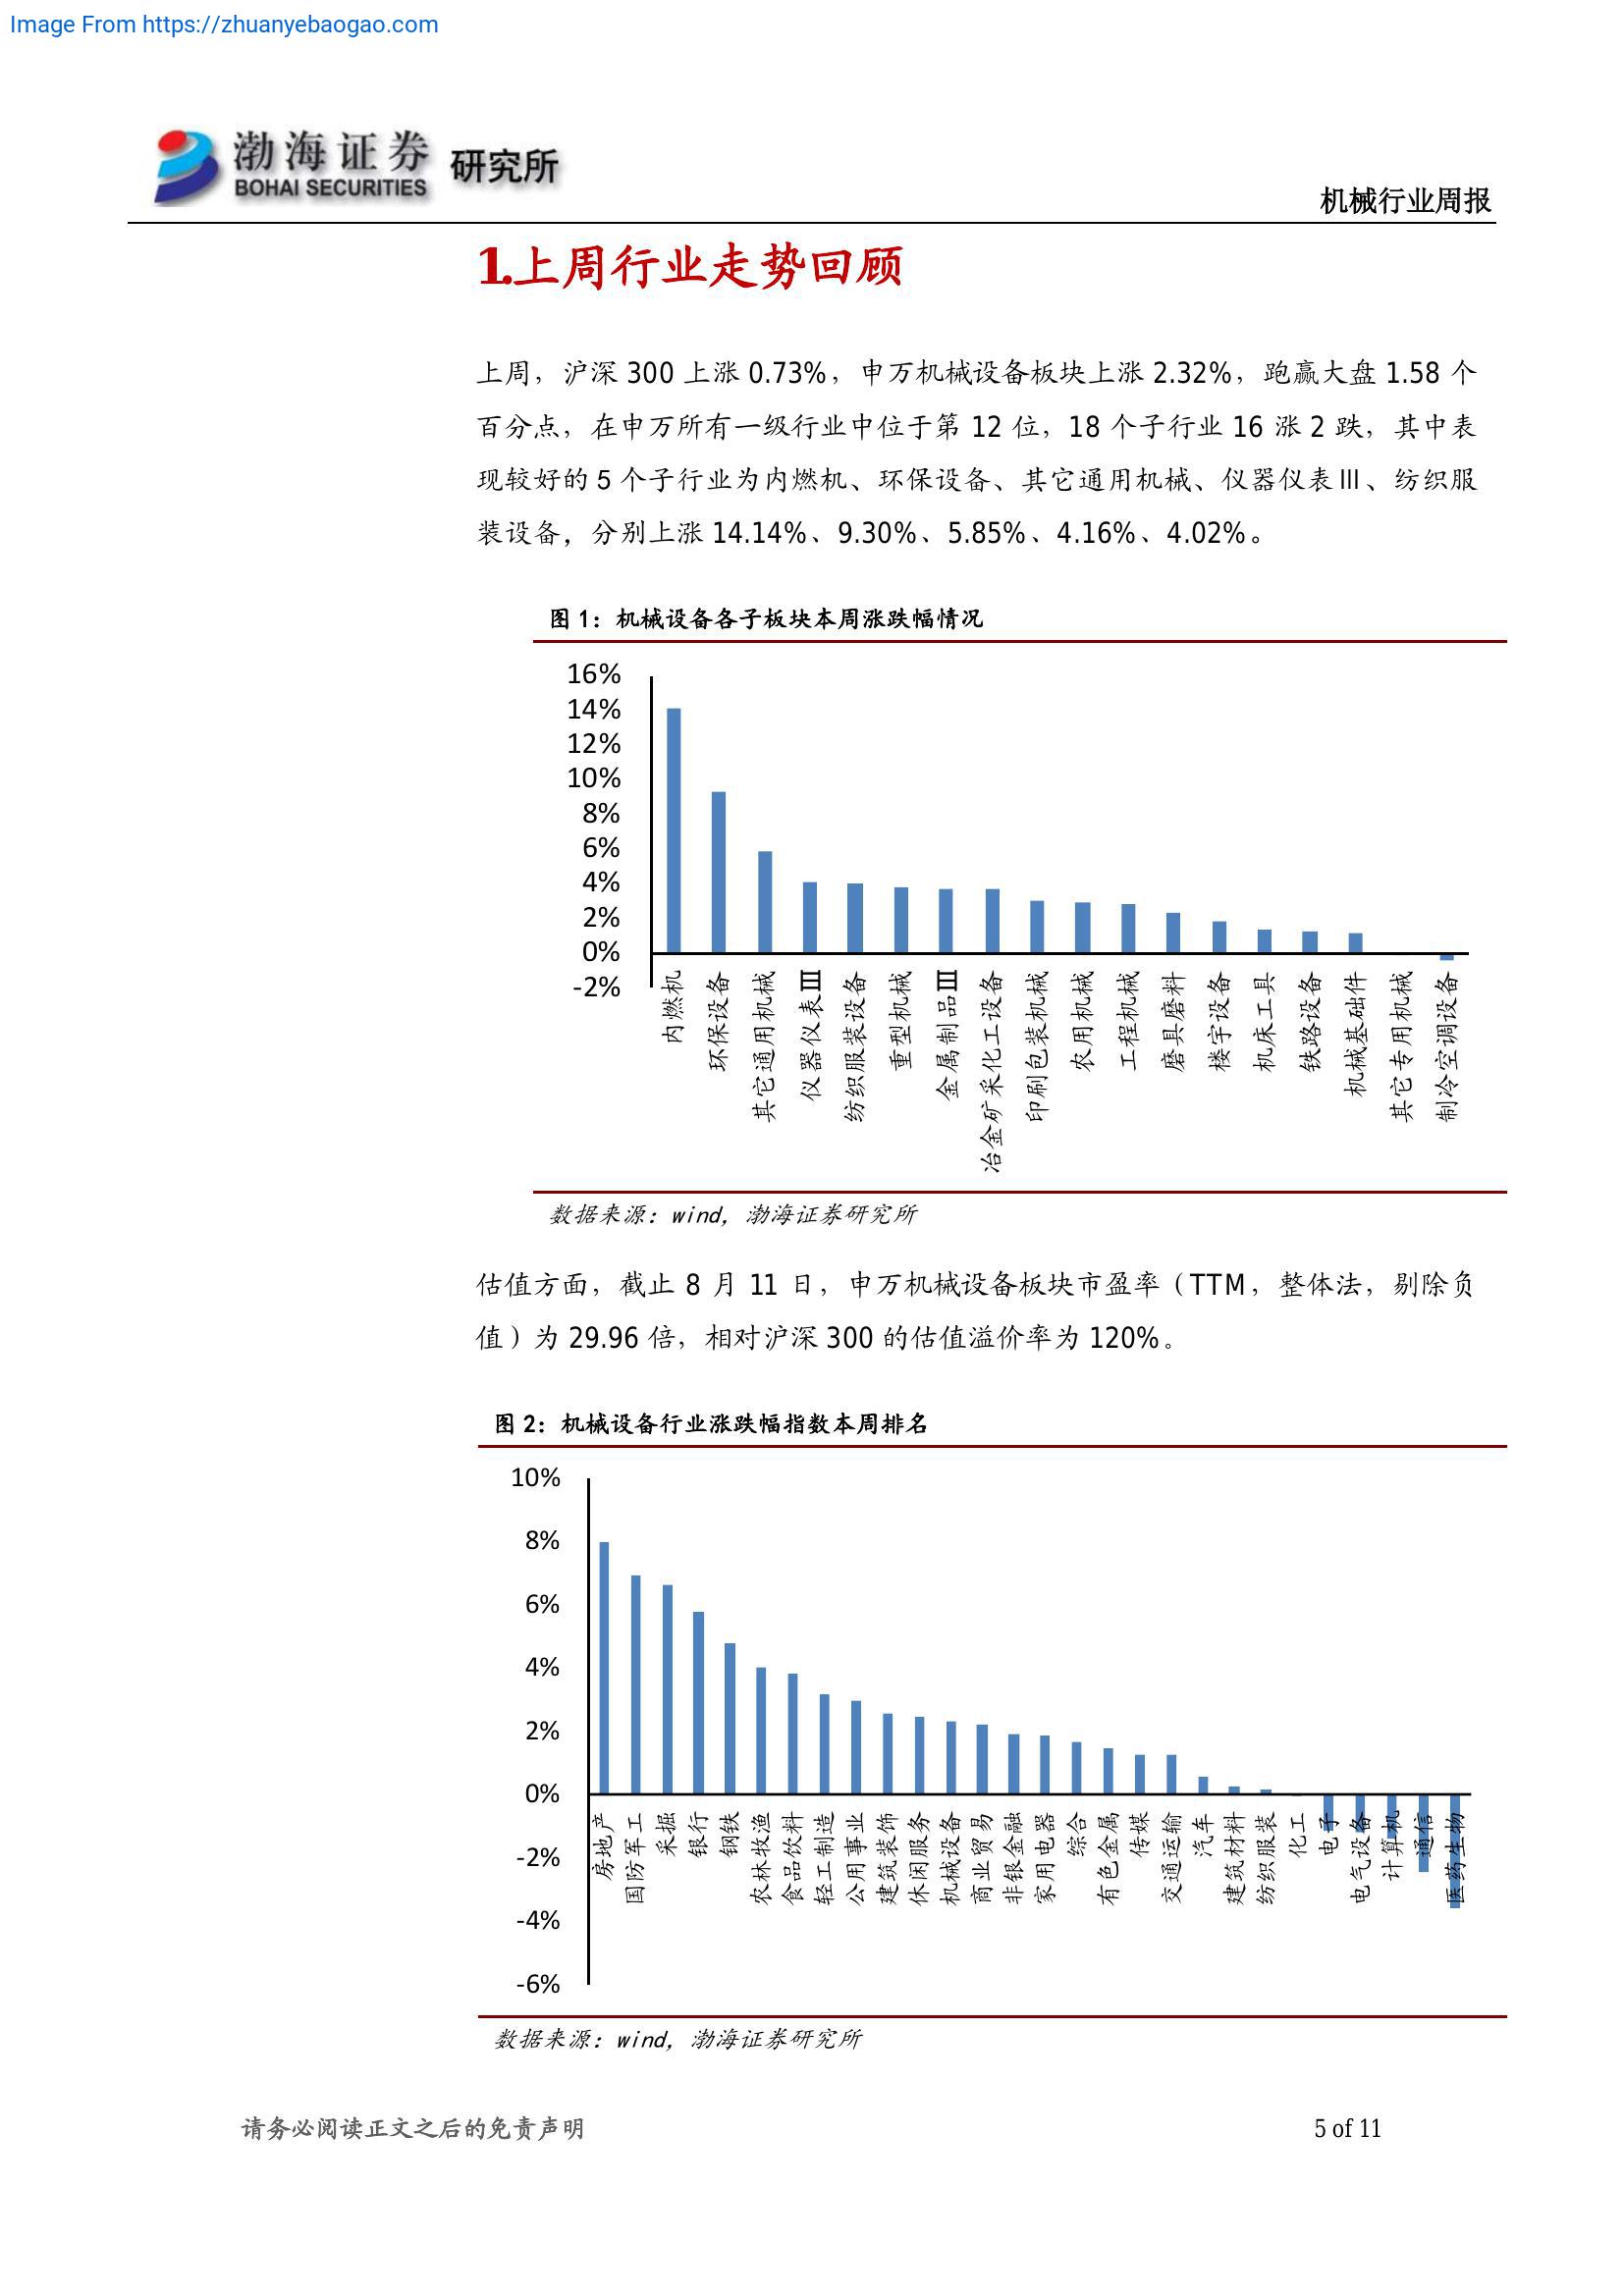 Image From https://zhuanyebaogao.com
渤海证券 研究所
BOHAI SECURITIES
机械行业周报
1.上周行业走势回顾
上周，沪深 300 上涨 0.73%，申万机械设备板块上涨 2.32%，跑赢大盘 1.58 个
百分点，在申万所有一级行业中位于第 12 位，18 个子行业 16 涨 2 跌，其中表
现较好的 5 个子行业为内燃机、环保设备、其它通用机械、仪器仪表Ⅲ、纺织服
装设备，分别上涨 14.14%、9.30%、5.85%、4.16%、4.02%。
图 1：机械设备各子板块本周涨跌幅情况
16%
14%
12%
10%
8%
6%
4%
2%
0%
-2%
内燃机
环保设备
其它通用机械
仪器仪表Ⅲ
纺织服装设备
重型机械
金属制品Ⅲ
冶金矿采化工设备
印刷包装机械
农用机械
工程机械
磨具磨料
楼宇设备
机床工具
铁路设备
机械基础件
其它专用机械
制冷空调设备
数据来源：wind，渤海证券研究所
估值方面，截止 8 月 11 日，申万机械设备板块市盈率（TTM，整体法，剔除负
值）为 29.96 倍，相对沪深 300 的估值溢价率为 120%。
图 2：机械设备行业涨跌幅指数本周排名
10%
8%
6%
4%
2%
0%
-2%
-4%
-6%
房地产
国防军工
采掘
银行
钢铁
农林牧渔
食品饮料
轻工制造
公用事业
建筑装饰
休闲服务
机械设备
商业贸易
非银金融
家用电器
综合
有色金属
传媒
交通运输
汽车
建筑材料
纺织服装
化工
电子
电气设备
计算机
通信
医药生物
数据来源：wind，渤海证券研究所
请务必阅读正文之后的免责声明
5 of 11